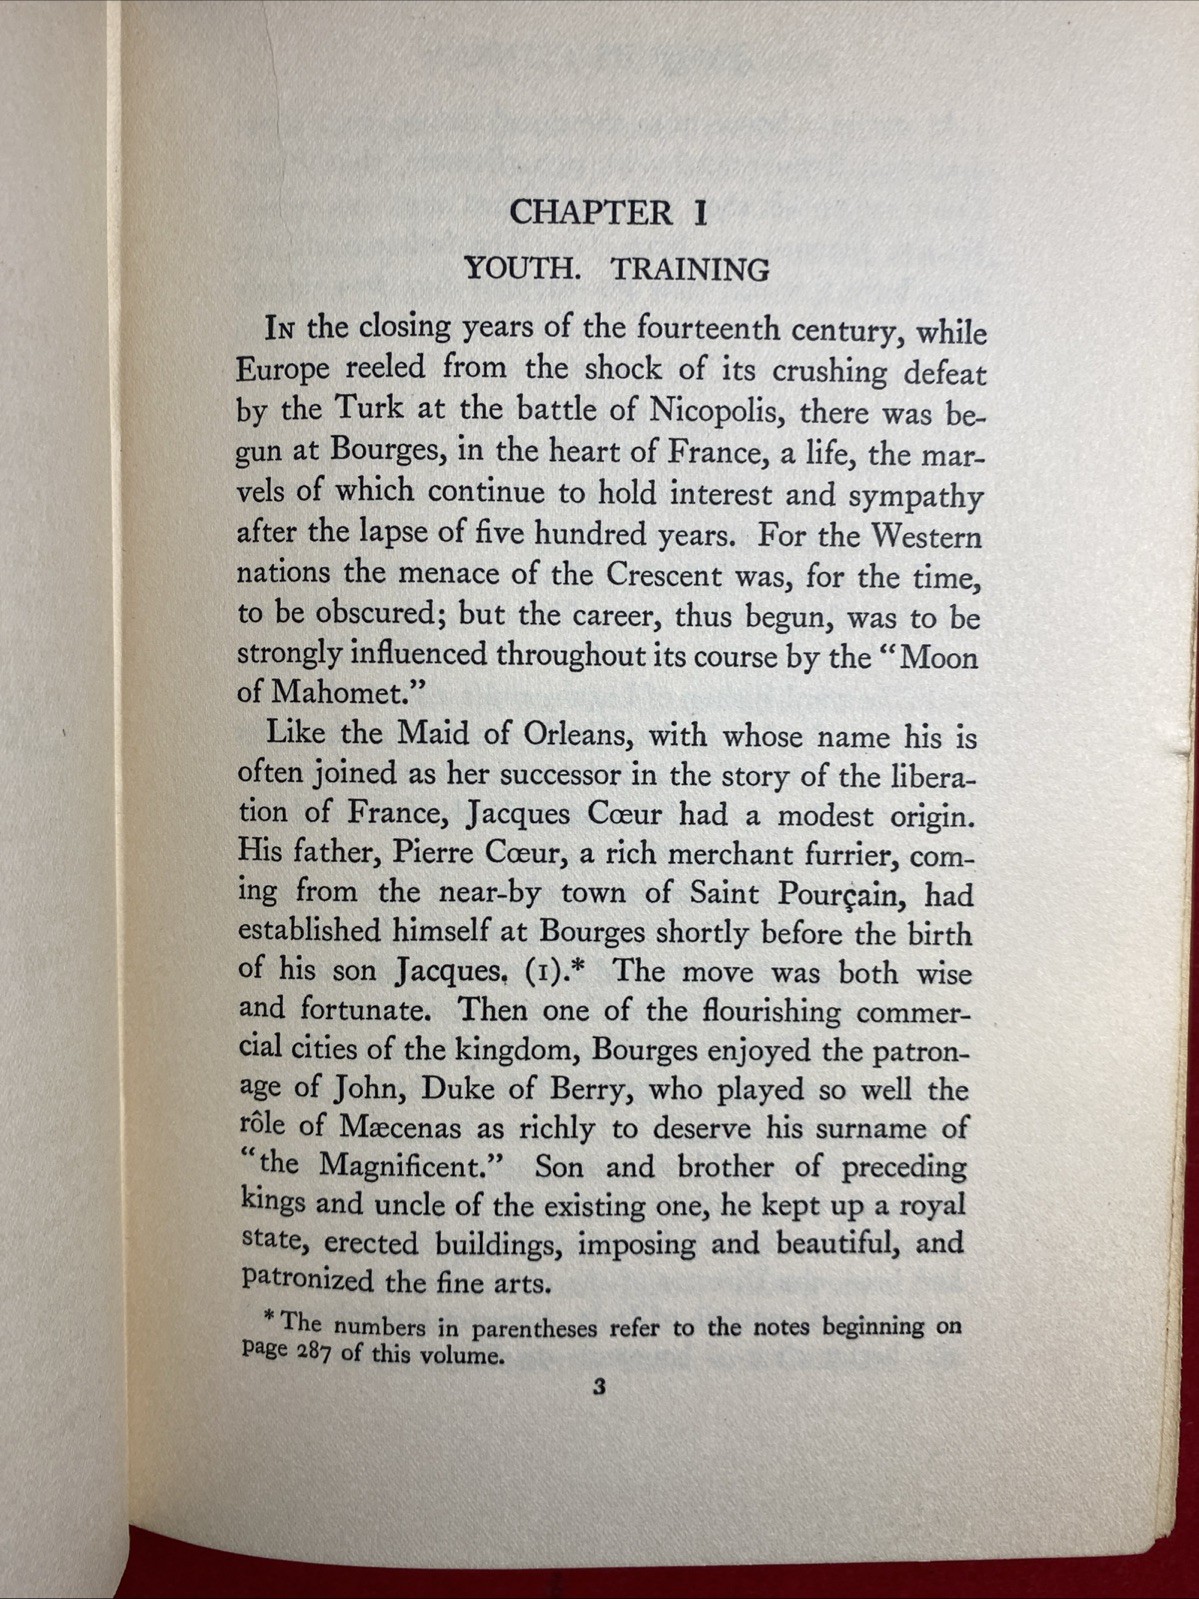 CHAPTER I
YOUTH. TRAINING
IN the closing years of the fourteenth century, while
Europe reeled from the shock of its crushing defeat
by the Turk at the battle of Nicopolis, there was be-
gun at Bourges, in the heart of France, a life, the mar-
vels of which continue to hold interest and sympathy
after the lapse of five hundred years. For the Western
nations the menace of the Crescent was, for the time,
to be obscured; but the career, thus begun, was to be
strongly influenced throughout its course by the “Moon
of Mahomet.”
Like the Maid of Orleans, with whose name his is
often joined as her successor in the story of the libera-
tion of France, Jacques Cœur had a modest origin.
His father, Pierre Cœur, a rich merchant furrier, com-
ing from the near-by town of Saint Pourçain, had
established himself at Bourges shortly before the birth
of his son Jacques. (1).* The move was both wise
and fortunate. Then one of the flourishing commer-
cial cities of the kingdom, Bourges enjoyed the patron-
age of John, Duke of Berry, who played so well the
rôle of Mæcenas as richly to deserve his surname of
“the Magnificent.” Son and brother of preceding
kings and uncle of the existing one, he kept up a royal
state, erected buildings, imposing and beautiful, and
patronized the fine arts.
* The numbers in parentheses refer to the notes beginning on
page 287 of this volume.
3